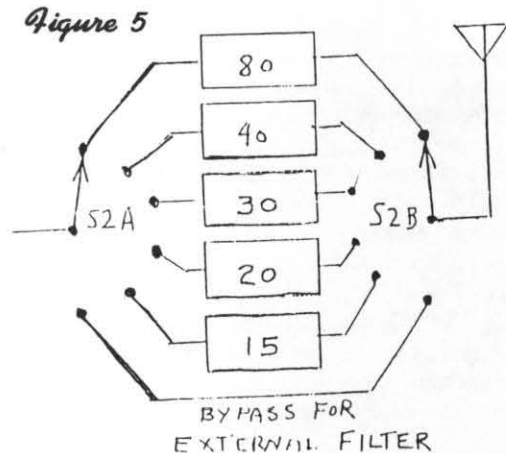 Figure 5
80
40
30
S2A
S2B
20
15
BYPASS FOR
EXTERNAL FILTER